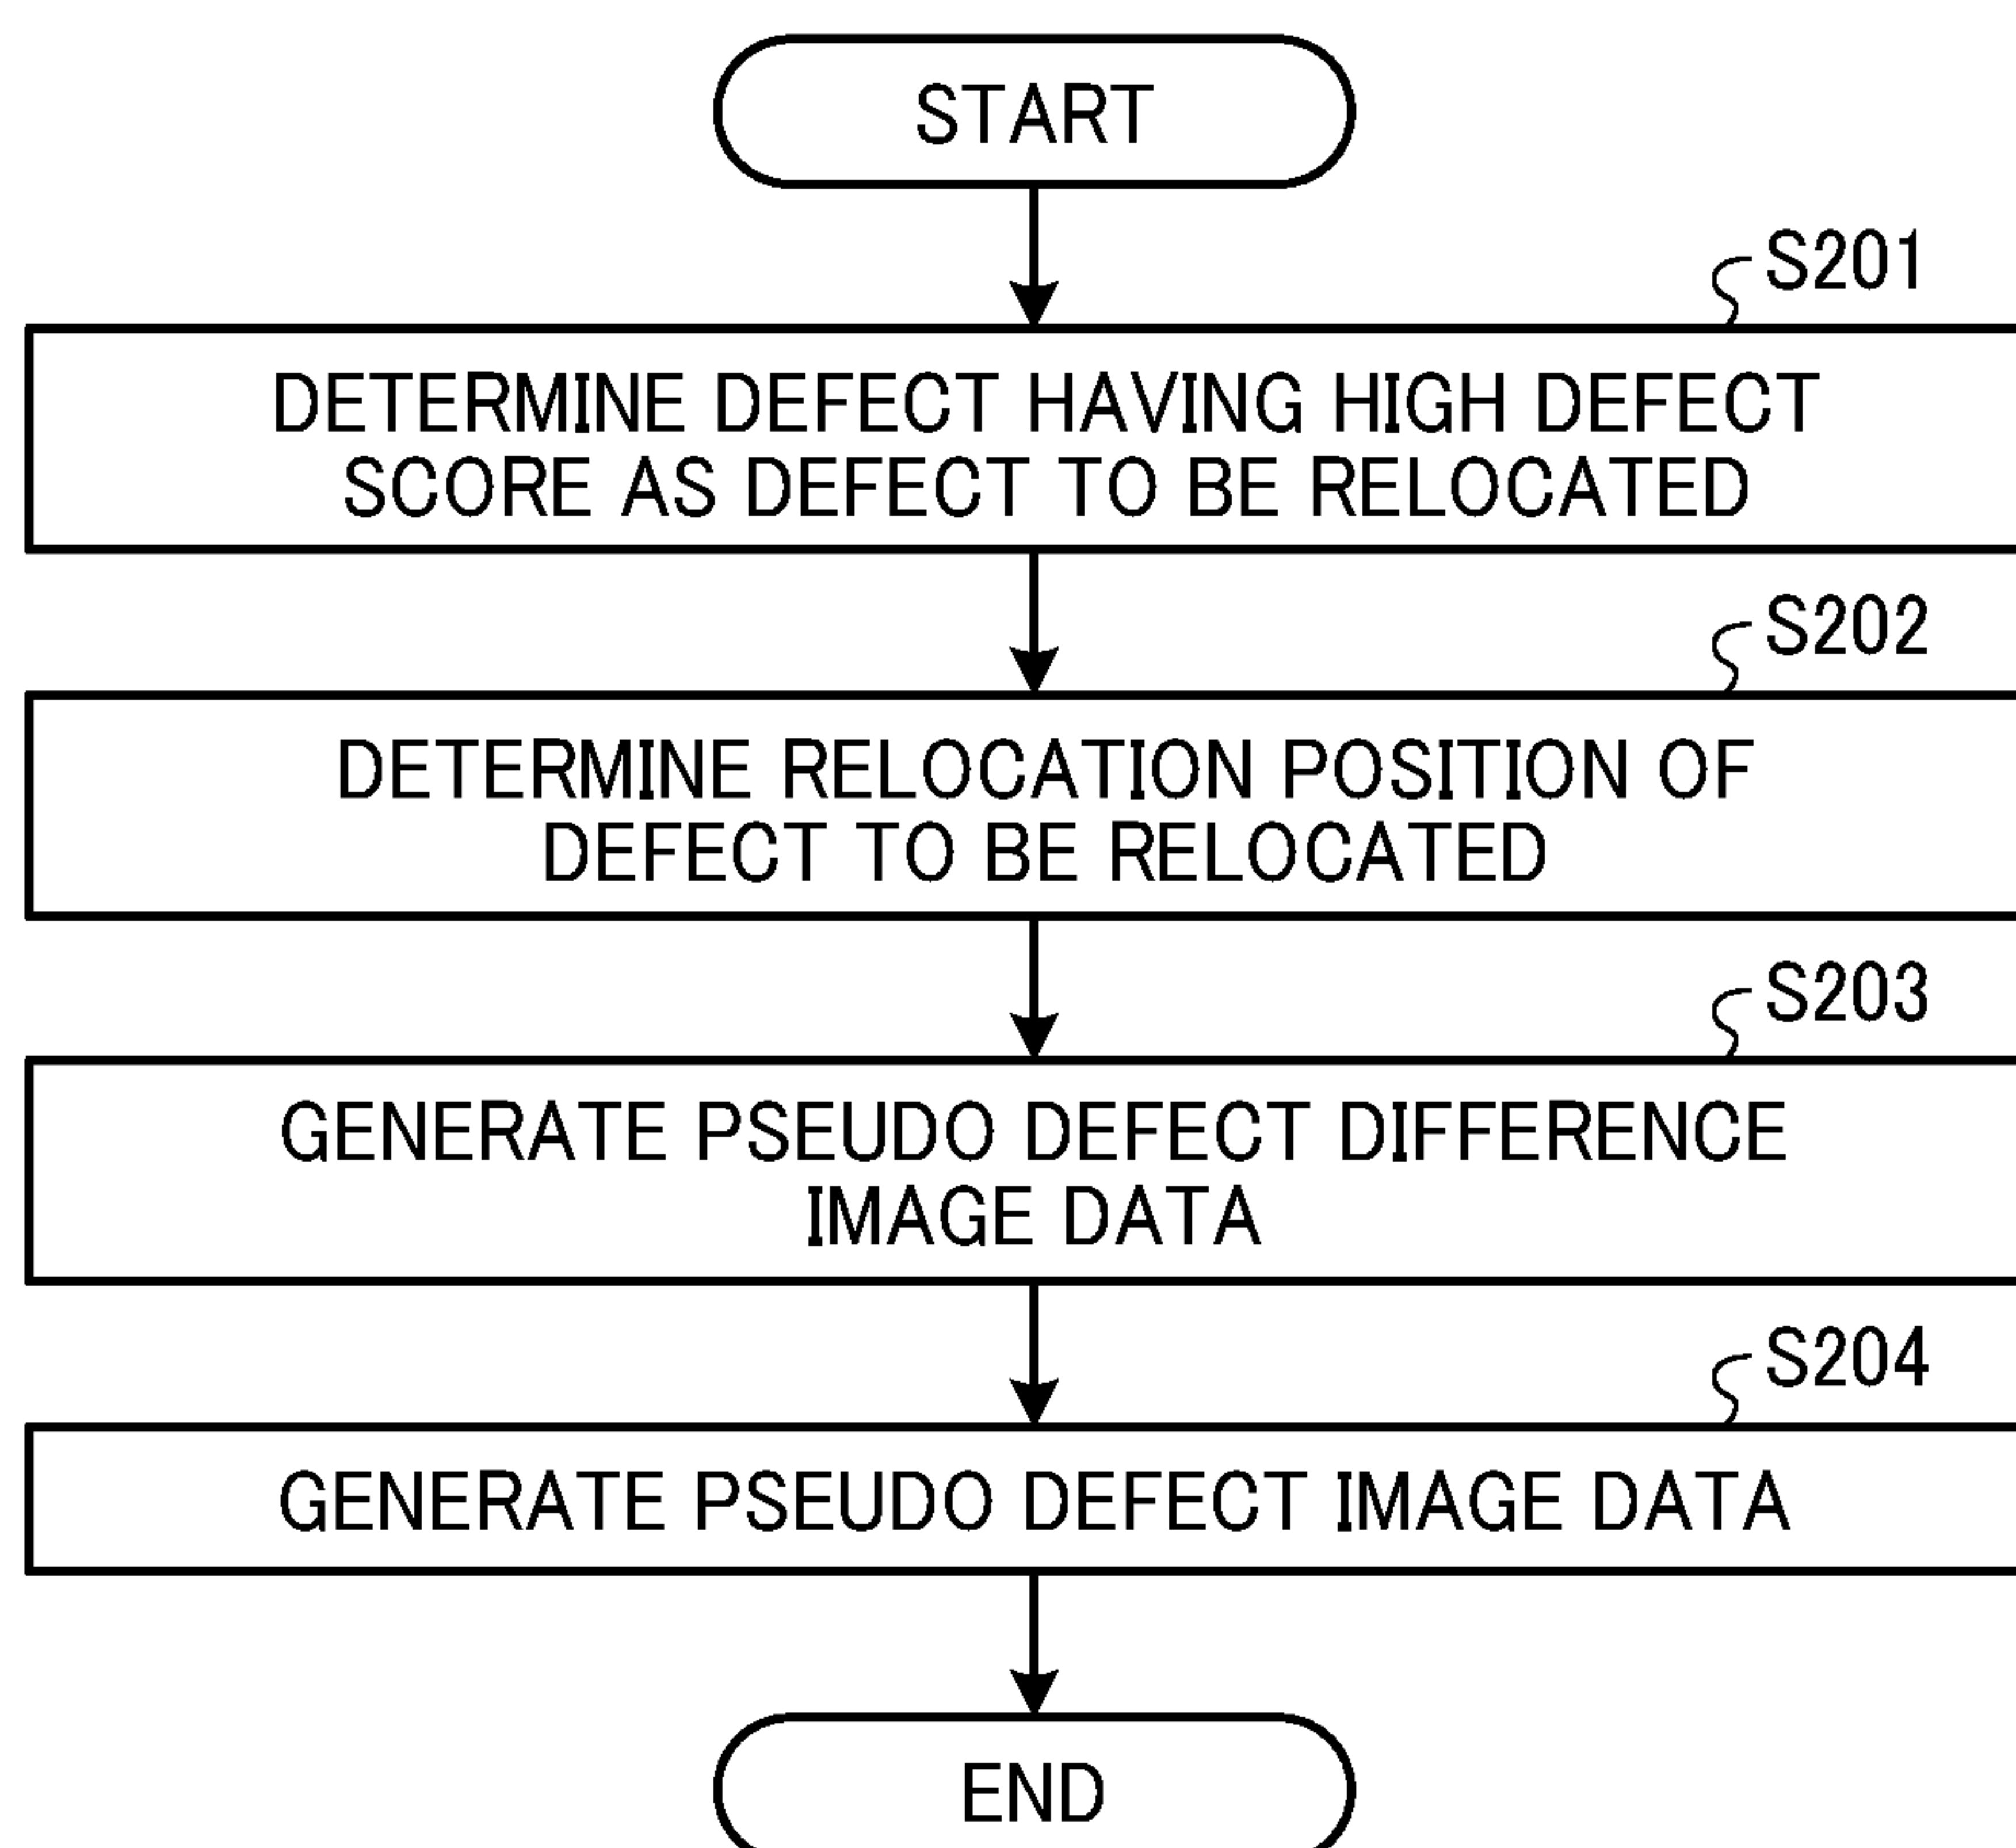 START
S201
DETERMINE DEFECT HAVING HIGH DEFECT
SCORE AS DEFECT TO BE RELOCATED
S202
DETERMINE RELOCATION POSITION OF
DEFECT TO BE RELOCATED
S203
GENERATE PSEUDO DEFECT DIFFERENCE
IMAGE DATA
S204
GENERATE PSEUDO DEFECT IMAGE DATA
END